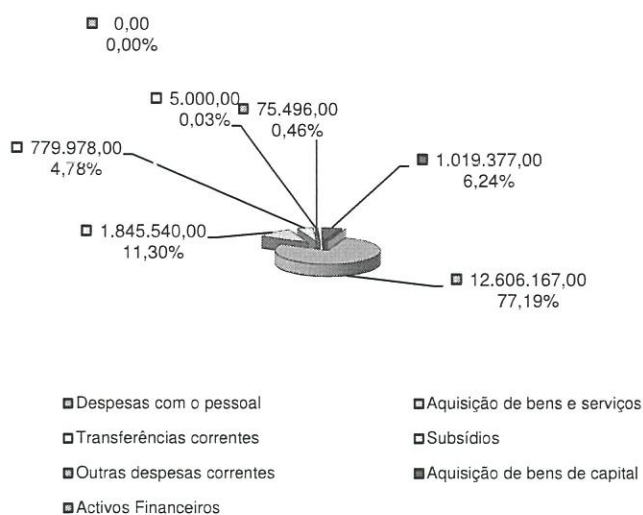 0,00
0,00%
5.000,00
0,03%
75.496,00
0,46%
779.978,00
4,78%
1.019.377,00
6,24%
1.845.540,00
11,30%
12.606.167,00
77,19%
Despesas com o pessoal
Aquisição de bens e serviços
Transferências correntes
Subsídios
Outras despesas correntes
Aquisição de bens de capital
Activos Financeiros